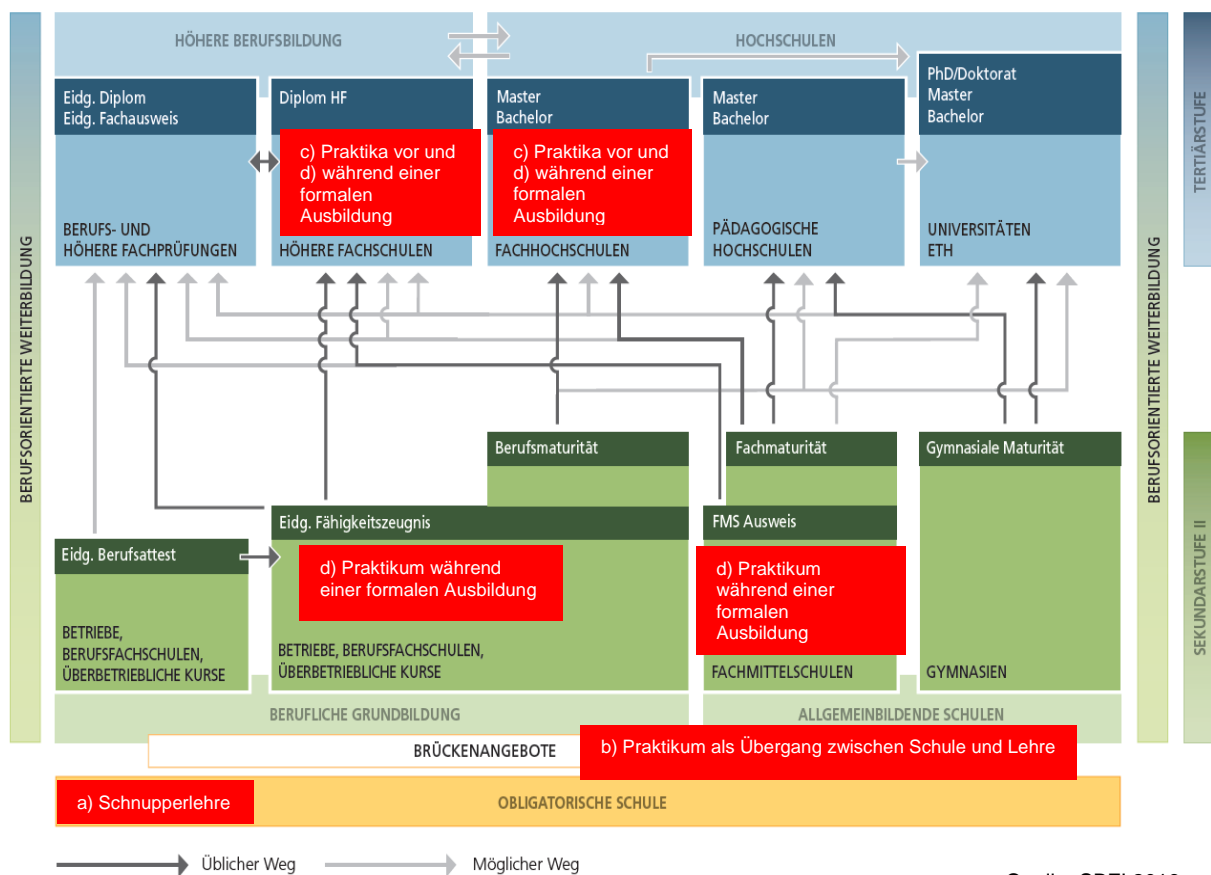 HÖHERE BERUFSBILDUNG
HOCHSCHULEN
Eidg. Diplom
Eidg. Fachausweis
Diplom HF
Master
Bachelor
Master
Bachelor
PhD/Doktorat
Master
Bachelor
c) Praktika vor und
d) während einer
formalen
Ausbildung
c) Praktika vor und
d) während einer
formalen
Ausbildung
BERUFS- UND
HÖHERE FACHPRÜFUNGEN
HÖHERE FACHSCHULEN
FACHHOCHSCHULEN
PÄDAGOGISCHE
HOCHSCHULEN
UNIVERSITÄTEN
ETH
BERUFSORIENTIERTE WEITERBILDUNG
BERUFSORIENTIERTE WEITERBILDUNG
TERTIÄRSTUFE
SEKUNDARSTUFE II
Berufsmaturität
Fachmaturität
Gymnasiale Maturität
Eidg. Fähigkeitszeugnis
FMS Ausweis
Eidg. Berufsattest
d) Praktikum während
einer formalen Ausbildung
d) Praktikum
während einer
formalen
Ausbildung
BETRIEBE,
BERUFSFACHSCHULEN,
ÜBERBETRIEBLICHE KURSE
BETRIEBE, BERUFSFACHSCHULEN,
ÜBERBETRIEBLICHE KURSE
FACHMITTELSCHULEN
GYMNASIEN
BERUFLICHE GRUNDBILDUNG
ALLGEMEINBILDENDE SCHULEN
BRÜCKENANGEBOTE
b) Praktikum als Übergang zwischen Schule und Lehre
a) Schnupperlehre
OBLIGATORISCHE SCHULE
Üblicher Weg
Möglicher Weg